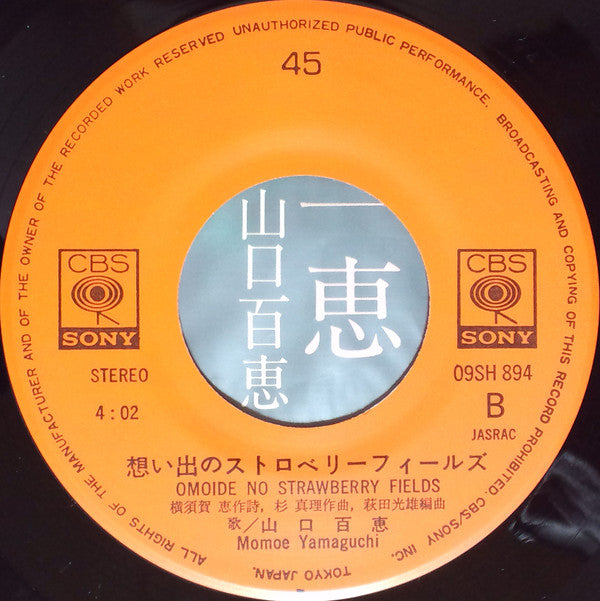 ALL RIGHTS OF THE MANUFACTURER AND OF THE OWNER OF THE RECORDED WORK RESERVED UNAUTHORIZED PUBLIC PERFORMANCE, BROADCASTING AND COPYING OF THIS RECORD PROHIBITED. CBS/SONY INC. TOKYO JAPAN.
45
一恵
山口百恵
CBS
SONY
CBS
SONY
STEREO
4:02
09SH 894
B
JASRAC
想い出のストロベリーフィールズ
OMOIDE NO STRAWBERRY FIELDS
横須賀 恵作詩, 杉 真理作曲, 萩田光雄編曲
歌/山口百恵
Momoe Yamaguchi